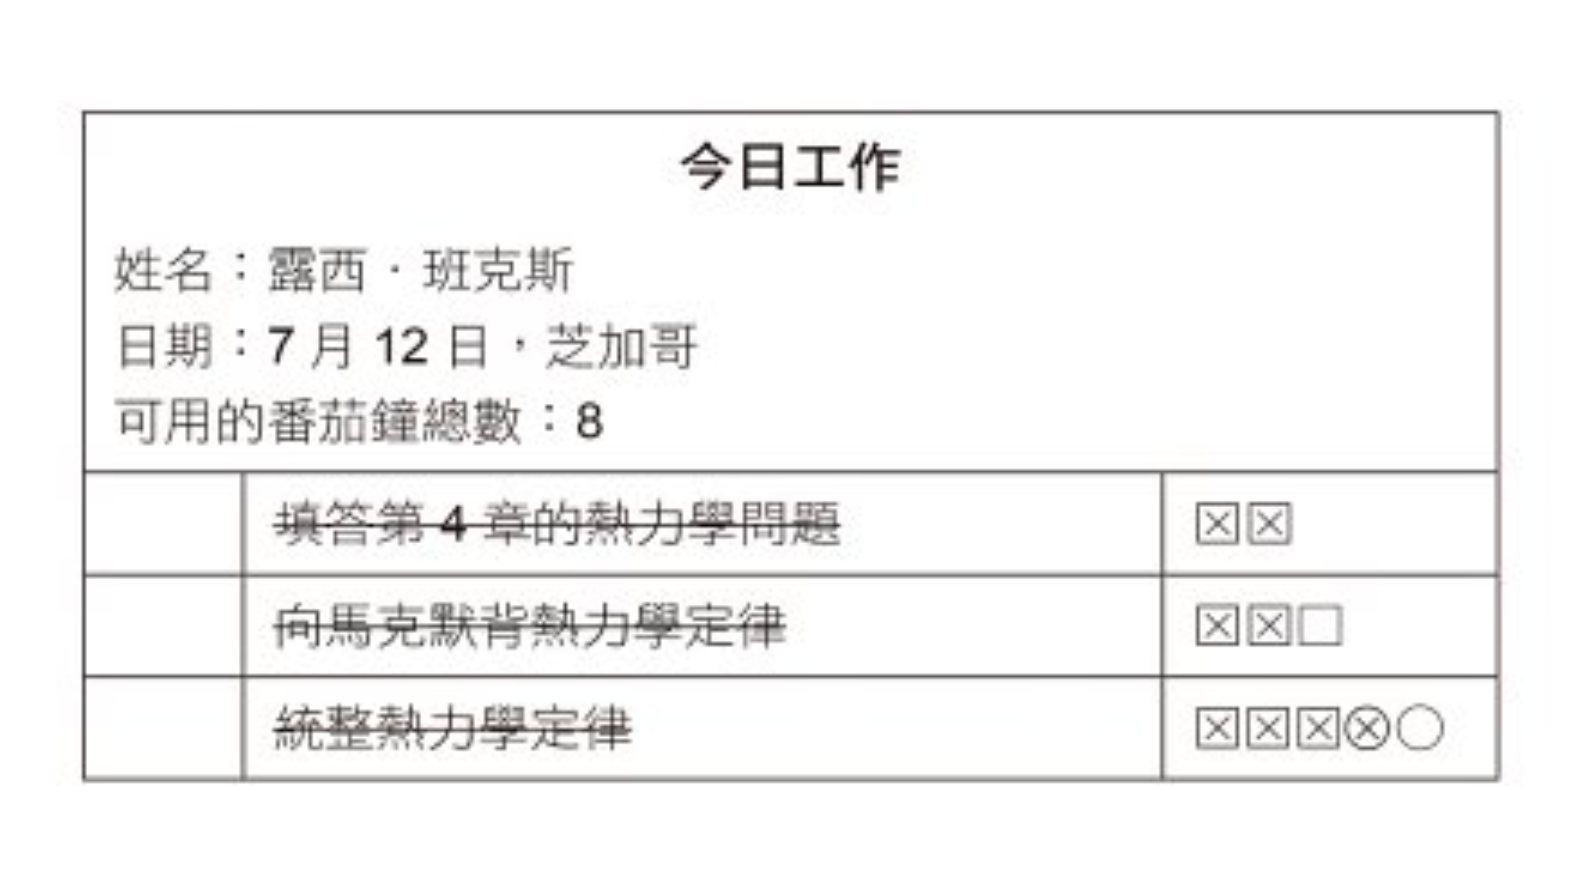 今日工作
姓名：露西．班克斯
日期：7 月 12 日，芝加哥
可用的番茄鐘總數：8
填答第 4 章的熱力學問題 ☒☒
向馬克默背熱力學定律 ☒☒☐
統整熱力學定律 ☒☒☒ⓧ○